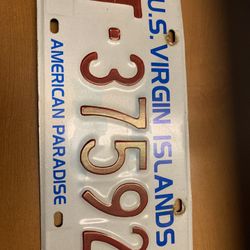 U.S. VIRGIN ISLANDS
T·37592
AMERICAN PARADISE